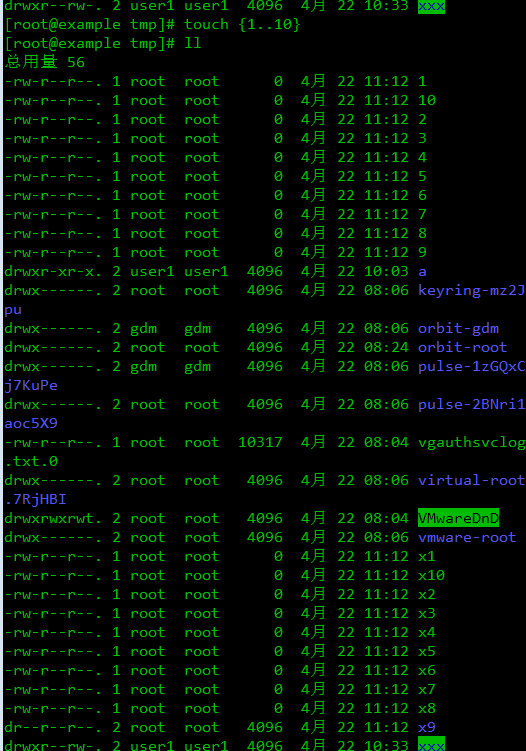 drwxr--rw-. 2 user1 user1  4096  4月  22 10:33 xxx
[root@example tmp]# touch {1..10}
[root@example tmp]# ll
总用量 56
-rw-r--r--. 1 root  root      0  4月  22 11:12 1
-rw-r--r--. 1 root  root      0  4月  22 11:12 10
-rw-r--r--. 1 root  root      0  4月  22 11:12 2
-rw-r--r--. 1 root  root      0  4月  22 11:12 3
-rw-r--r--. 1 root  root      0  4月  22 11:12 4
-rw-r--r--. 1 root  root      0  4月  22 11:12 5
-rw-r--r--. 1 root  root      0  4月  22 11:12 6
-rw-r--r--. 1 root  root      0  4月  22 11:12 7
-rw-r--r--. 1 root  root      0  4月  22 11:12 8
-rw-r--r--. 1 root  root      0  4月  22 11:12 9
drwxr-xr-x. 2 user1 user1  4096  4月  22 10:03 a
drwx------. 2 root  root   4096  4月  22 08:06 keyring-mz2J
pu
drwx------. 2 gdm   gdm    4096  4月  22 08:06 orbit-gdm
drwx------. 2 root  root   4096  4月  22 08:24 orbit-root
drwx------. 2 gdm   gdm    4096  4月  22 08:06 pulse-1zGQxC
j7KuPe
drwx------. 2 root  root   4096  4月  22 08:06 pulse-2BNri1
aoc5X9
-rw-r--r--. 1 root  root  10317  4月  22 08:04 vgauthsvclog
.txt.0
drwx------. 2 root  root   4096  4月  22 08:06 virtual-root
.7RjHBI
drwxrwxrwt. 2 root  root   4096  4月  22 08:04 VMwareDnD
drwx------. 2 root  root   4096  4月  22 08:06 vmware-root
-rw-r--r--. 1 root  root      0  4月  22 11:12 x1
-rw-r--r--. 1 root  root      0  4月  22 11:12 x10
-rw-r--r--. 1 root  root      0  4月  22 11:12 x2
-rw-r--r--. 1 root  root      0  4月  22 11:12 x3
-rw-r--r--. 1 root  root      0  4月  22 11:12 x4
-rw-r--r--. 1 root  root      0  4月  22 11:12 x5
-rw-r--r--. 1 root  root      0  4月  22 11:12 x6
-rw-r--r--. 1 root  root      0  4月  22 11:12 x7
-rw-r--r--. 1 root  root      0  4月  22 11:12 x8
dr--r--r--. 2 root  root   4096  4月  22 11:12 x9
drwxr--rw-. 2 user1 user1  4096  4月  22 10:33 xxx